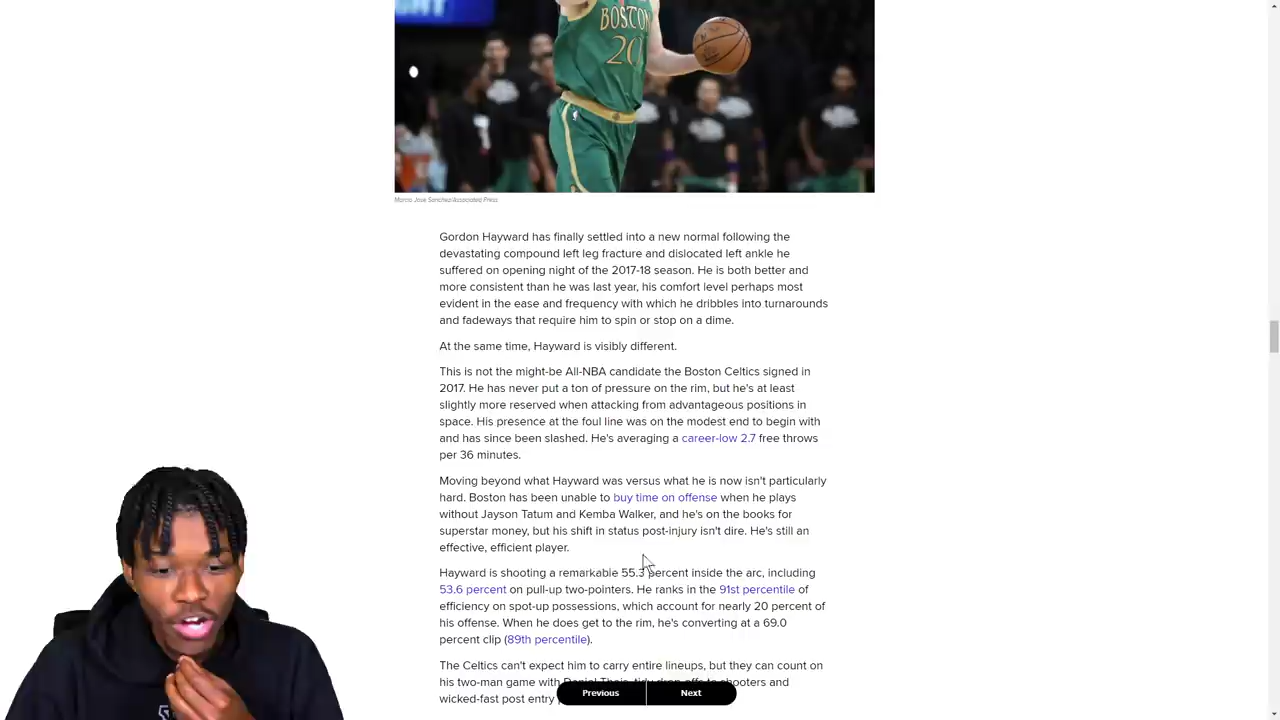 BOSTON
20
Gordon Hayward has finally settled into a new normal following the
devastating compound left leg fracture and dislocated left ankle he
suffered on opening night of the 2017-18 season. He is both better and
more consistent than he was last year, his comfort level perhaps most
evident in the ease and frequency with which he dribbles into turnarounds
and fadeways that require him to spin or stop on a dime.
At the same time, Hayward is visibly different.
This is not the might-be All-NBA candidate the Boston Celtics signed in
2017. He has never put a ton of pressure on the rim, but he's at least
slightly more reserved when attacking from advantageous positions in
space. His presence at the foul line was on the modest end to begin with
and has since been slashed. He's averaging a career-low 2.7 free throws
per 36 minutes.
Moving beyond what Hayward was versus what he is now isn't particularly
hard. Boston has been unable to buy time on offense when he plays
without Jayson Tatum and Kemba Walker, and he's on the books for
superstar money, but his shift in status post-injury isn't dire. He's still an
effective, efficient player.
Hayward is shooting a remarkable 55.3 percent inside the arc, including
53.6 percent on pull-up two-pointers. He ranks in the 91st percentile of
efficiency on spot-up possessions, which account for nearly 20 percent of
his offense. When he does get to the rim, he's converting at a 69.0
percent clip (89th percentile).
The Celtics can't expect him to carry entire lineups, but they can count on
his two-man game with Daniel Theis, tidy drop-offs to shooters and
wicked-fast post entry
Previous
Next